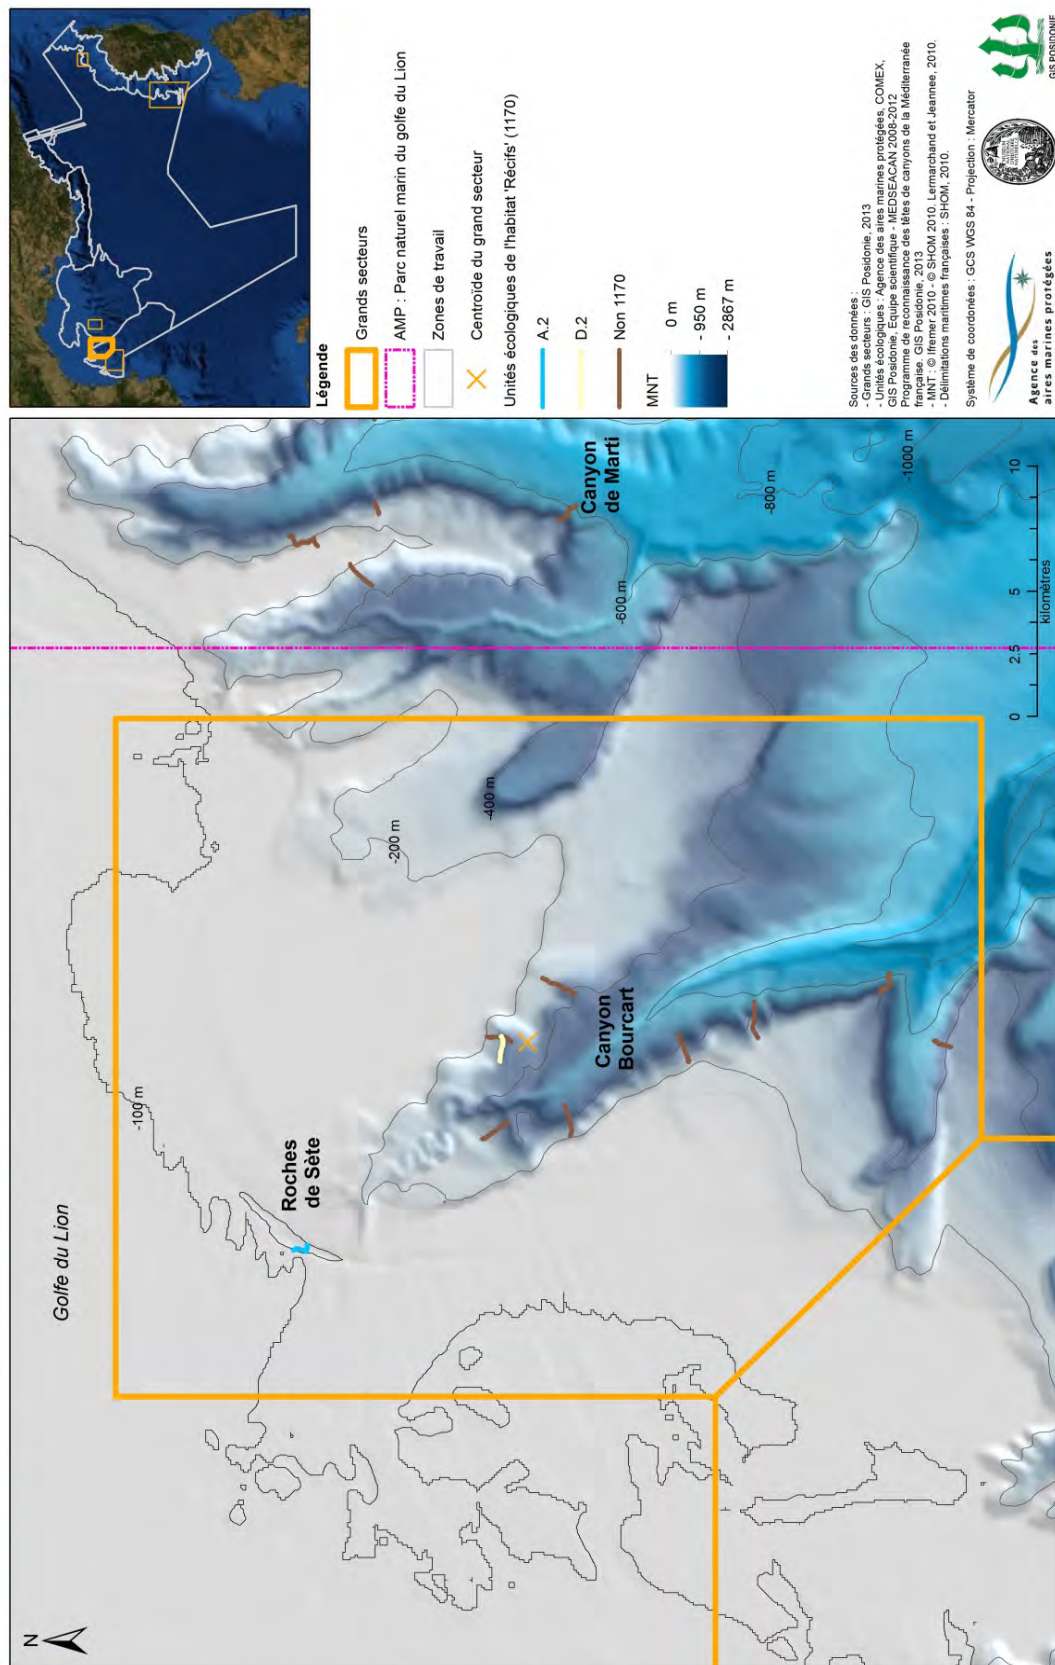 N
Golfe du Lion
-100 m
Roches
de Sète
-200 m
-400 m
Canyon
Bourcart
-600 m
Canyon
de Marti
-800 m
-1000 m
0 2.5 5 10
kilomètres
Légende
Grands secteurs
AMP : Parc naturel marin du golfe du Lion
Zones de travail
Centroïde du grand secteur
Unités écologiques de l'habitat 'Récifs' (1170)
A.2
D.2
Non 1170
MNT
0 m
- 950 m
- 2867 m
Sources des données :
- Grands secteurs : GIS Posidonie, 2013
- Unités écologiques : Agence des aires marines protégées, COMEX,
GIS Posidonie, Equipe scientifique - MEDSEACAN 2008-2012
Programme de reconnaissance des têtes de canyons de la Méditerranée
française. GIS Posidonie, 2013
- MNT : © Ifremer 2010 - © SHOM 2010, Lermarchand et Jeannee, 2010.
- Délimitations maritimes françaises : SHOM, 2010.
Système de coordonnées : GCS WGS 84 - Projection : Mercator
Agence des
aires marines protégées
GIS POSIDONIE